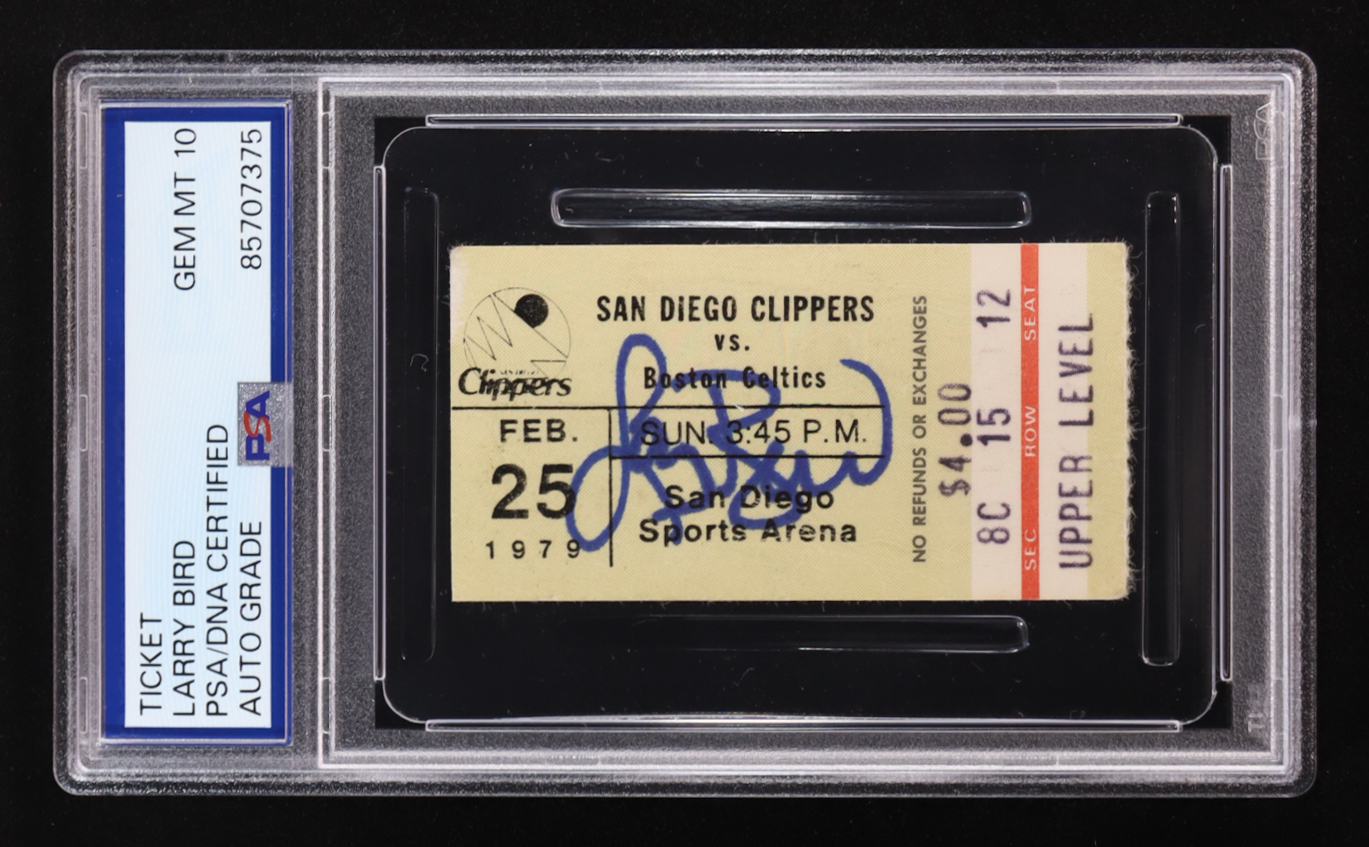 TICKET
LARRY BIRD
PSA/DNA CERTIFIED
AUTO GRADE
GEM MT 10
85707375
PSA
SAN DIEGO CLIPPERS
vs.
Boston Celtics
Clippers
FEB.
25
1979
SUN. 3:45 P.M.
San Diego
Sports Arena
Larry Bird
NO REFUNDS OR EXCHANGES
$4.00
8C 15 12
SEC ROW SEAT
UPPER LEVEL